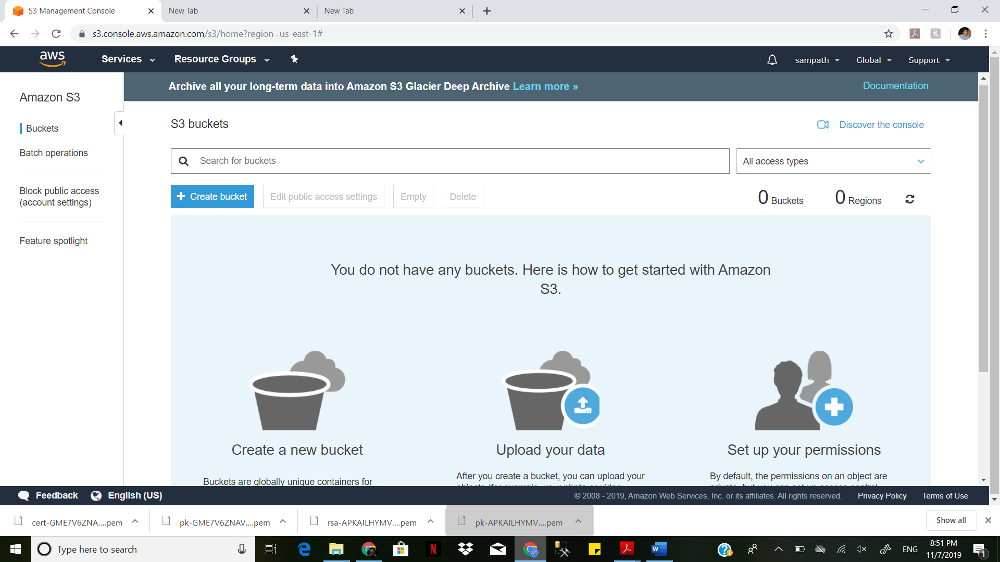 S3 Management Console
New Tab
New Tab
s3.console.aws.amazon.com/s3/home?region=us-east-1#
aws
Services
Resource Groups
sampath
Global
Support
Archive all your long-term data into Amazon S3 Glacier Deep Archive Learn more »
Documentation
Amazon S3
Buckets
Batch operations
Block public access
(account settings)
Feature spotlight
S3 buckets
Discover the console
Search for buckets
All access types
+ Create bucket
Edit public access settings
Empty
Delete
0 Buckets
0 Regions
You do not have any buckets. Here is how to get started with Amazon
S3.
Create a new bucket
Buckets are globally unique containers for
Upload your data
After you create a bucket, you can upload your
Set up your permissions
By default, the permissions on an object are
Feedback
English (US)
© 2008 - 2019, Amazon Web Services, Inc. or its affiliates. All rights reserved.
Privacy Policy
Terms of Use
cert-GME7V6ZNA....pem
pk-GME7V6ZNAV....pem
rsa-APKAILHYMV....pem
pk-APKAILHYMV....pem
Show all
Type here to search
ENG
8:51 PM
11/7/2019
1